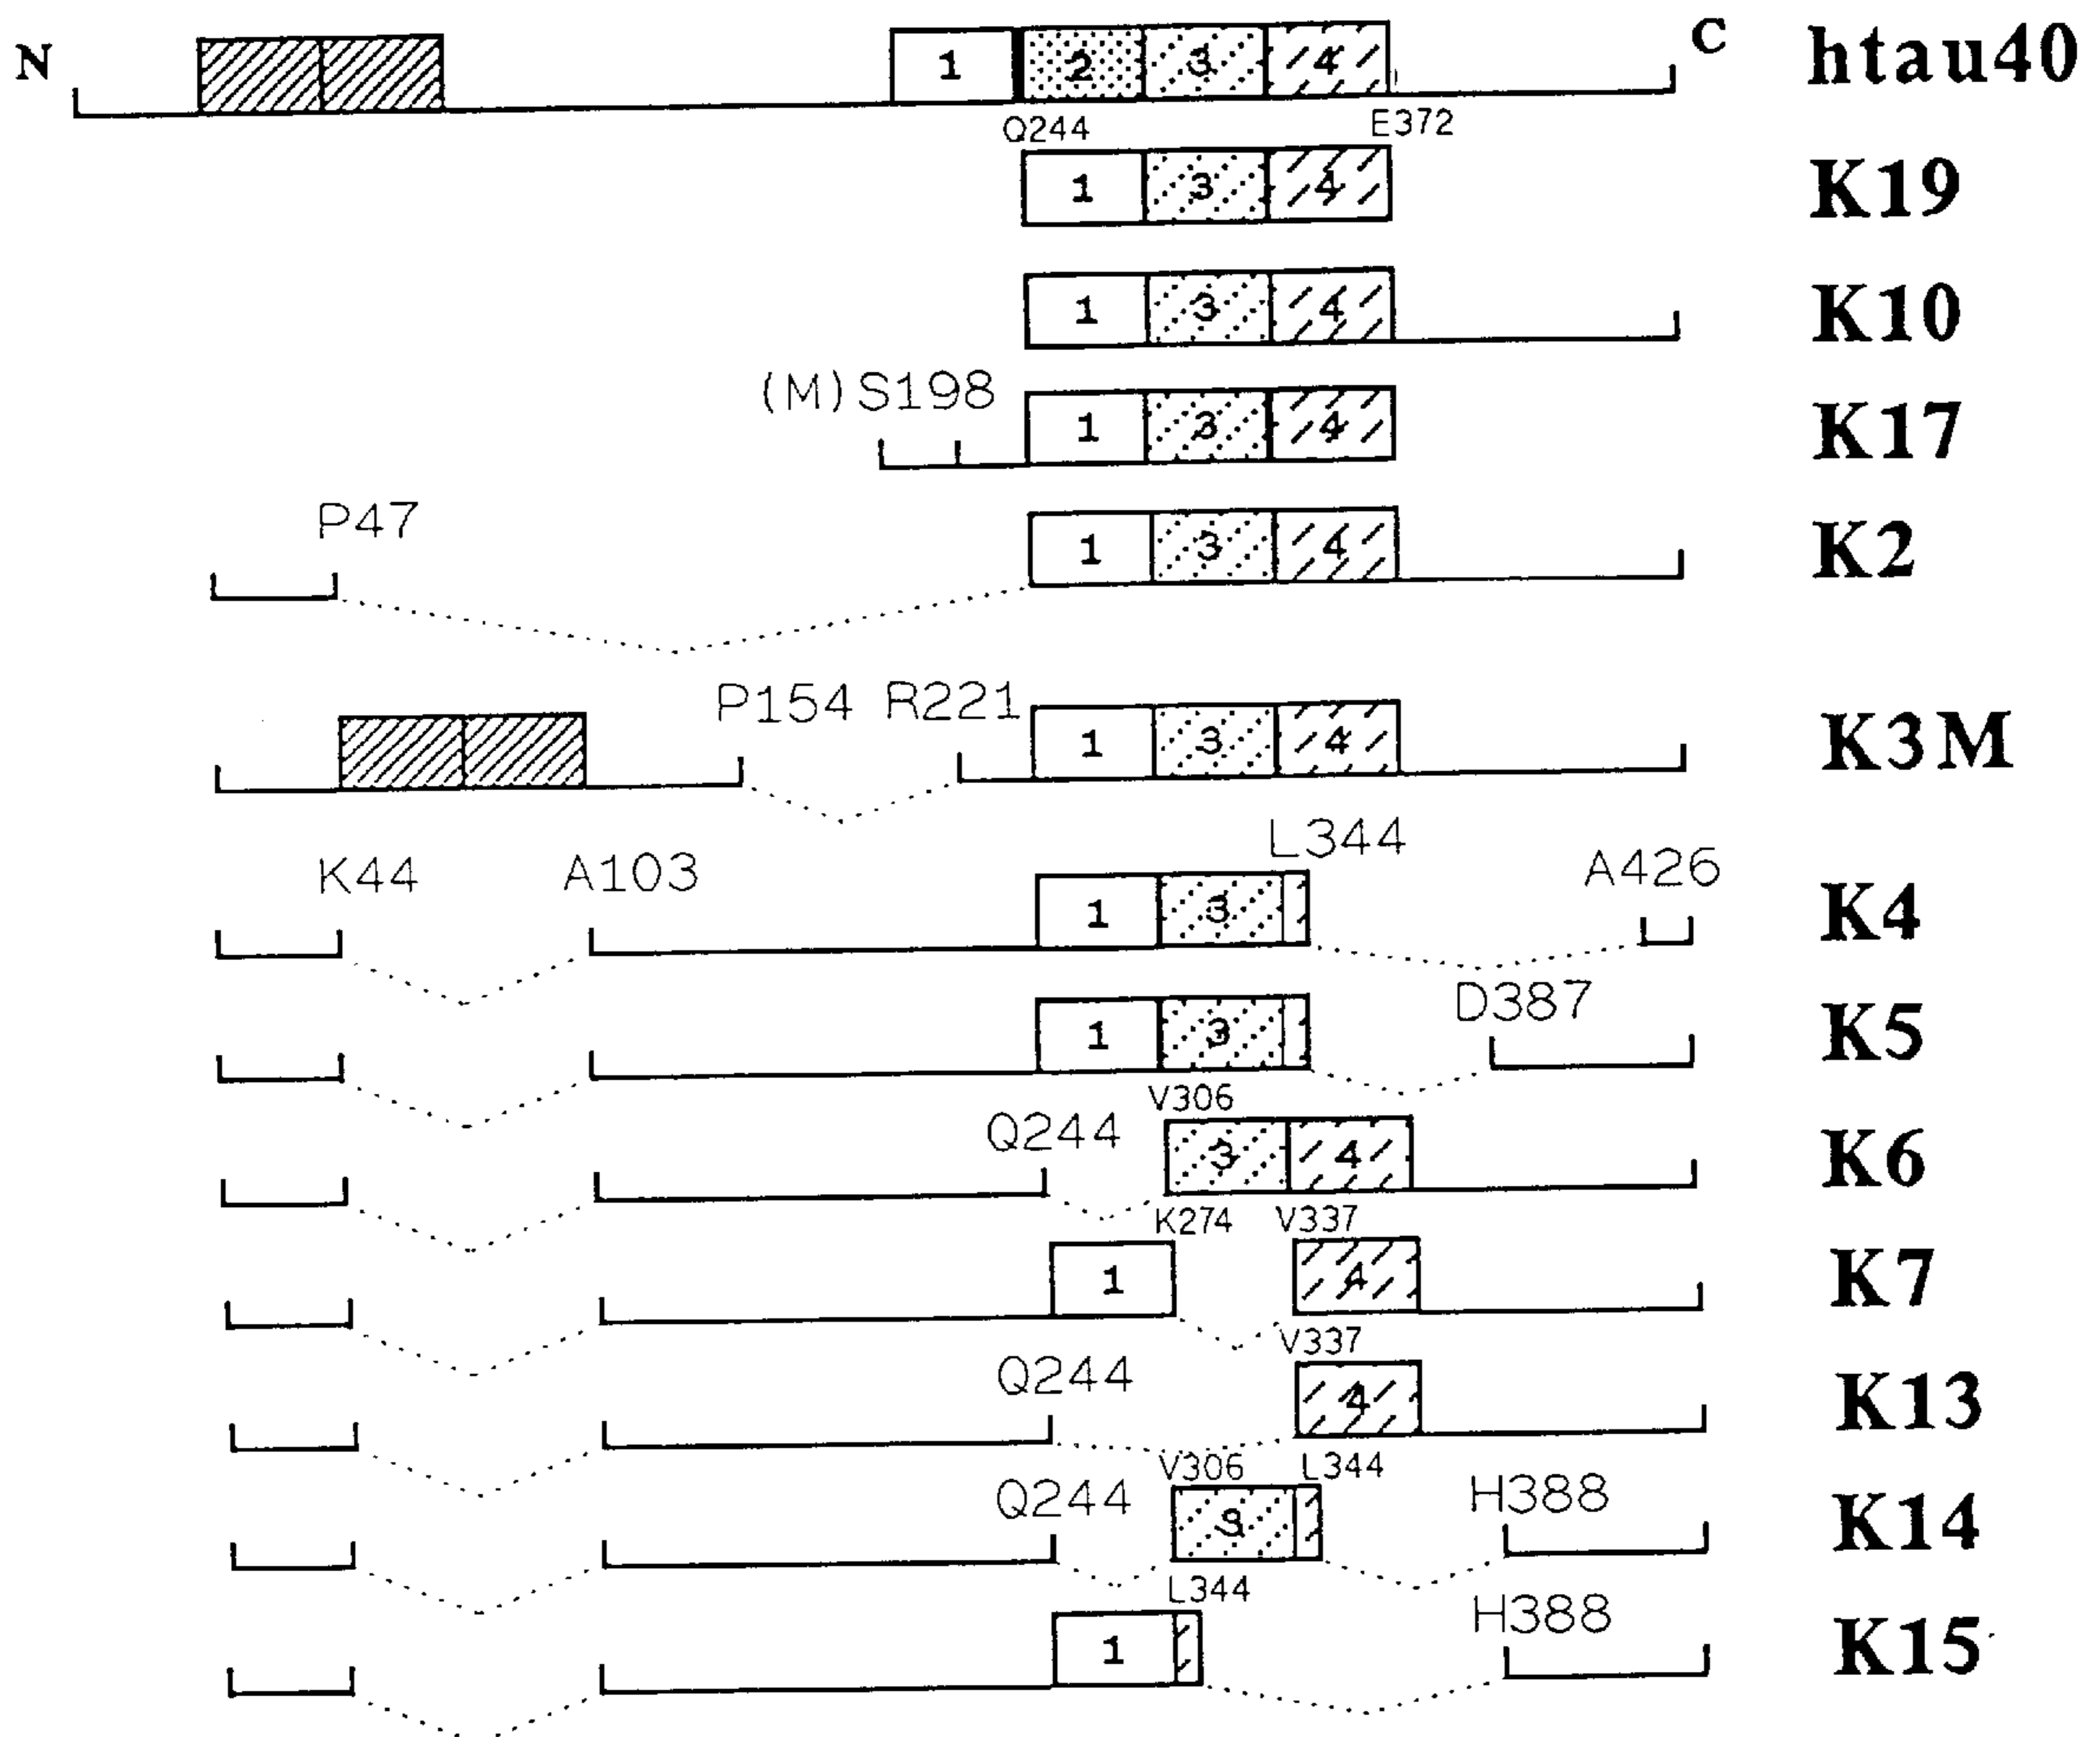 N 1 2 3 4 C htau40
Q244 E372
1 3 4 K19
1 3 4 K10
(M)S198 1 3 4 K17
P47 1 3 4 K2
P154 R221 1 3 4 K3M
L344
K44 A103 1 3 A426 K4
1 3 D387 K5
V306
Q244 3 4 K6
K274 V337
1 4 K7
V337
Q244 4 K13
V306 L344
Q244 3 H388 K14
L344
1 H388 K15